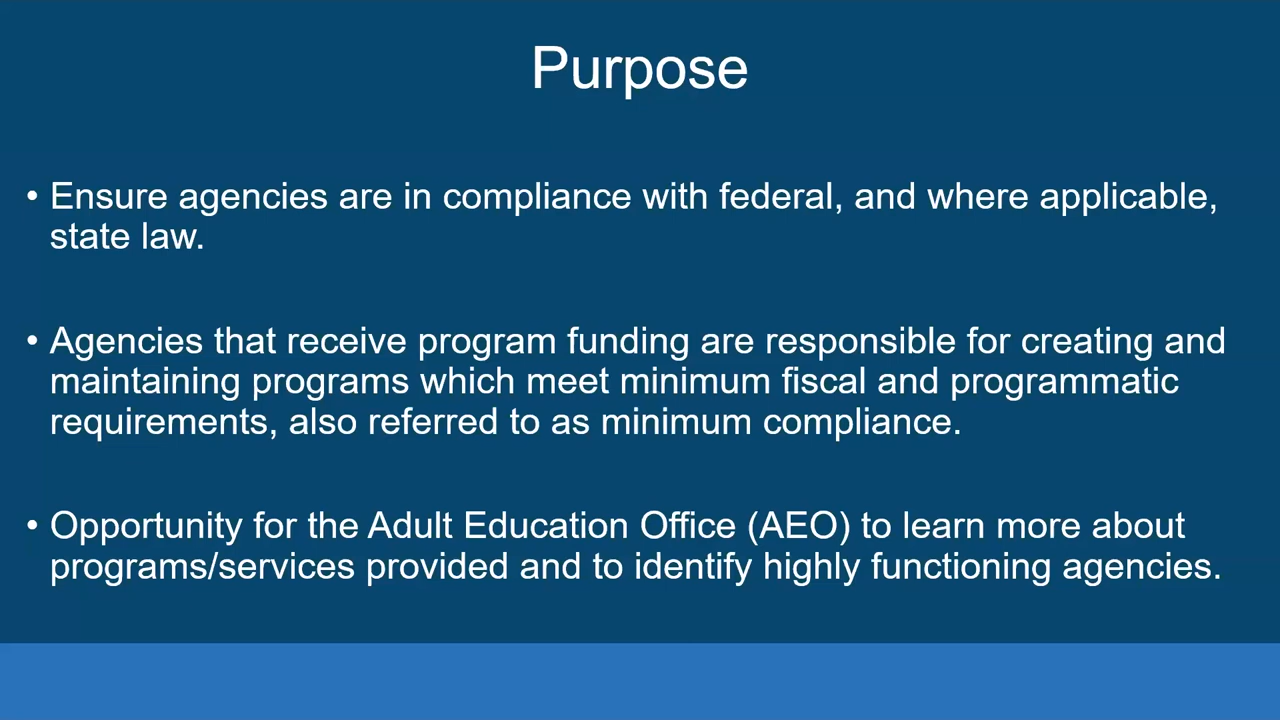 Purpose
• Ensure agencies are in compliance with federal, and where applicable,
state law.
• Agencies that receive program funding are responsible for creating and
maintaining programs which meet minimum fiscal and programmatic
requirements, also referred to as minimum compliance.
• Opportunity for the Adult Education Office (AEO) to learn more about
programs/services provided and to identify highly functioning agencies.